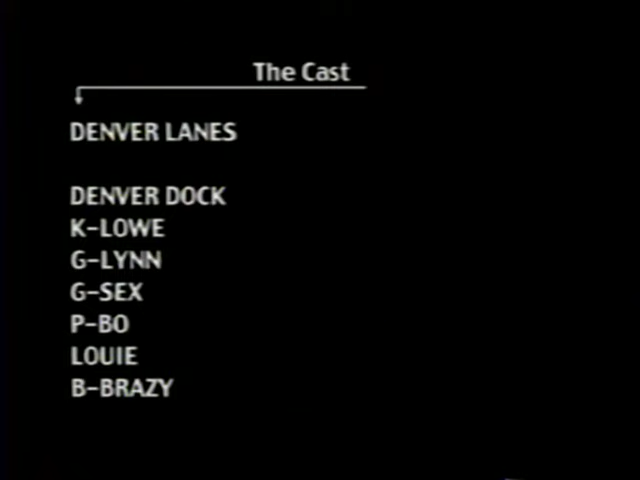 The Cast
DENVER LANES
DENVER DOCK
K-LOWE
G-LYNN
G-SEX
P-BO
LOUIE
B-BRAZY